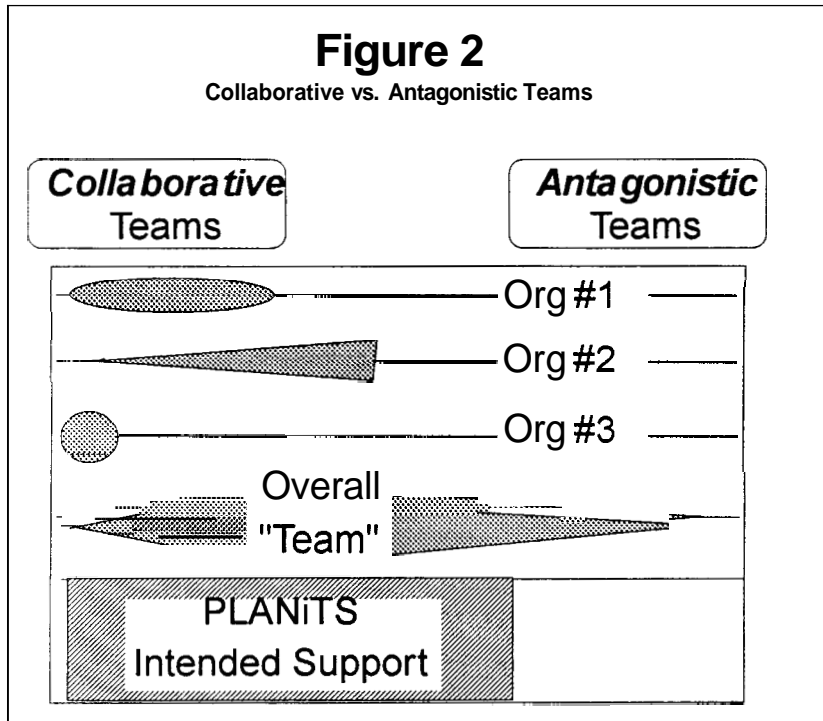 Figure 2
Collaborative vs. Antagonistic Teams
Collaborative
Teams
Antagonistic
Teams
Org #1
Org #2
Org #3
Overall
"Team"
PLANiTS
Intended Support